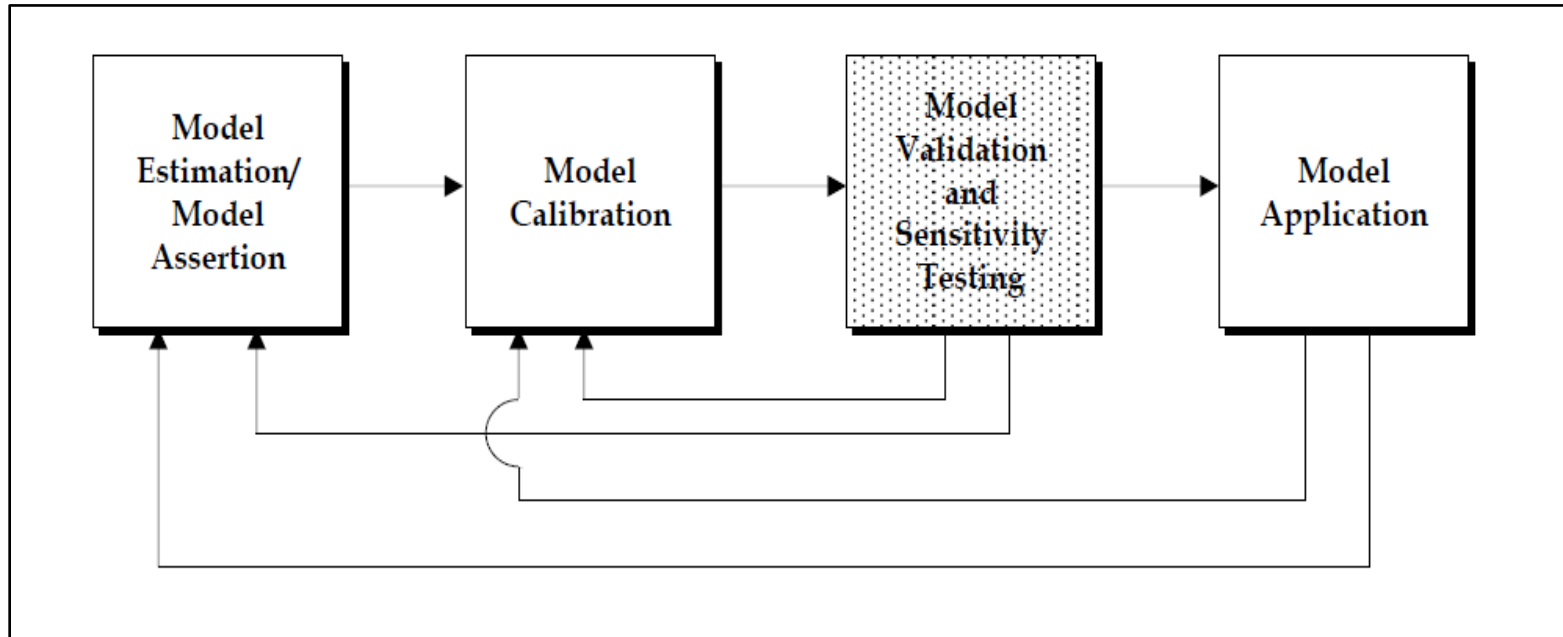 Model
Estimation/
Model
Assertion
Model
Calibration
Model
Validation
and
Sensitivity
Testing
Model
Application